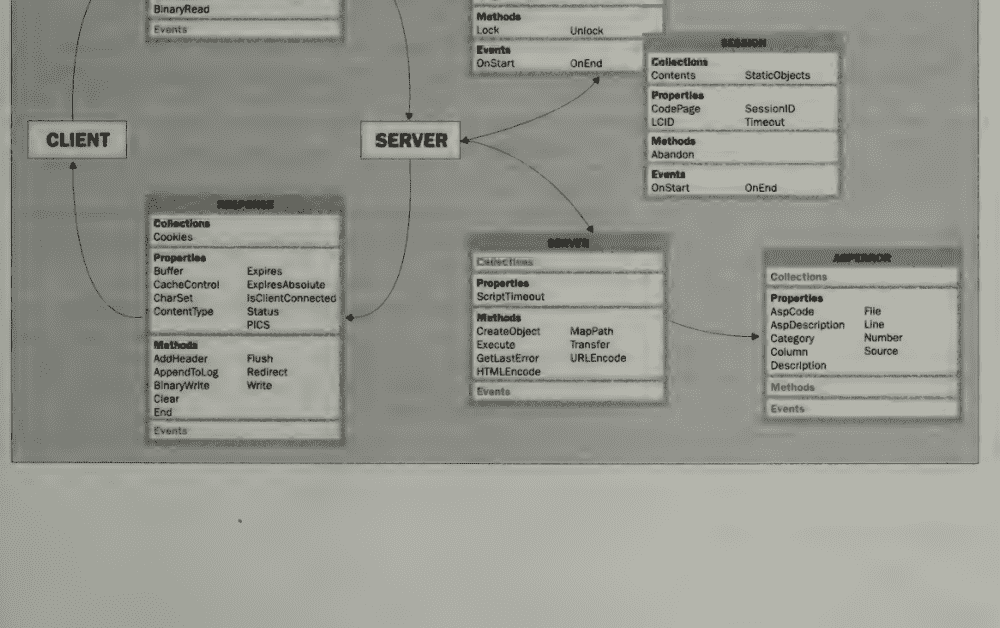 BinaryRead
Events
Methods
Lock Unlock
Events
OnStart OnEnd
SESSION
Collections
Contents StaticObjects
Properties
CodePage SessionID
LCID Timeout
Methods
Abandon
Events
OnStart OnEnd
CLIENT
SERVER
RESPONSE
Collections
Cookies
Properties
Buffer Expires
CacheControl ExpiresAbsolute
CharSet IsClientConnected
ContentType Status
PICS
Methods
AddHeader Flush
AppendToLog Redirect
BinaryWrite Write
Clear
End
Events
SERVER
Collections
Properties
ScriptTimeout
Methods
CreateObject MapPath
Execute Transfer
GetLastError URLEncode
HTMLEncode
Events
ASPERROR
Collections
Properties
AspCode File
AspDescription Line
Category Number
Column Source
Description
Methods
Events